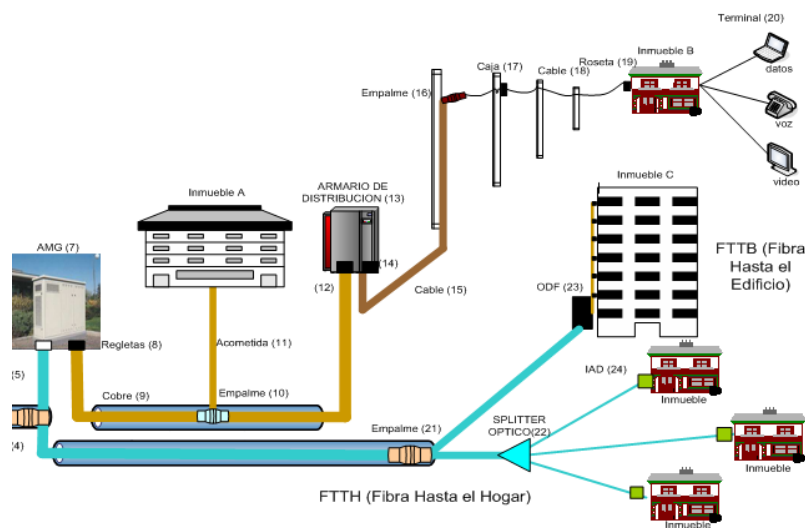 Terminal (20)
Inmueble B
Roseta (19)
Caja (17)
Cable (18)
datos
Empalme (16)
voz
video
Inmueble A
ARMARIO DE
DISTRIBUCION (13)
Inmueble C
AMG (7)
(14)
(12)
Cable (15)
ODF (23)
FTTB (Fibra
Hasta el
Edificio)
Regletas (8)
Acometida (11)
(5)
IAD (24)
Inmueble
Cobre (9)
Empalme (10)
Empalme (21)
SPLITTER
OPTICO(22)
(4)
Inmueble
FTTH (Fibra Hasta el Hogar)
Inmueble